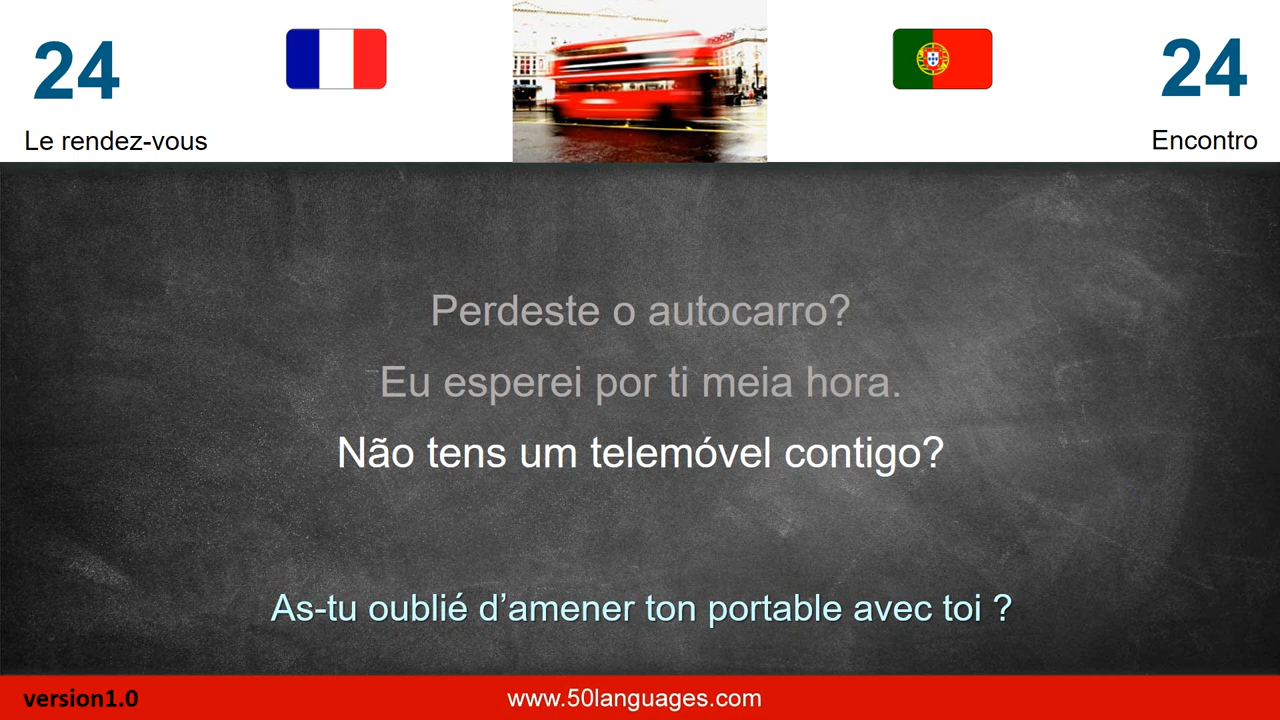 24
24
Le rendez-vous
Encontro
Perdeste o autocarro?
Eu esperei por ti meia hora.
Não tens um telemóvel contigo?
As-tu oublié d’amener ton portable avec toi ?
version1.0
www.50languages.com